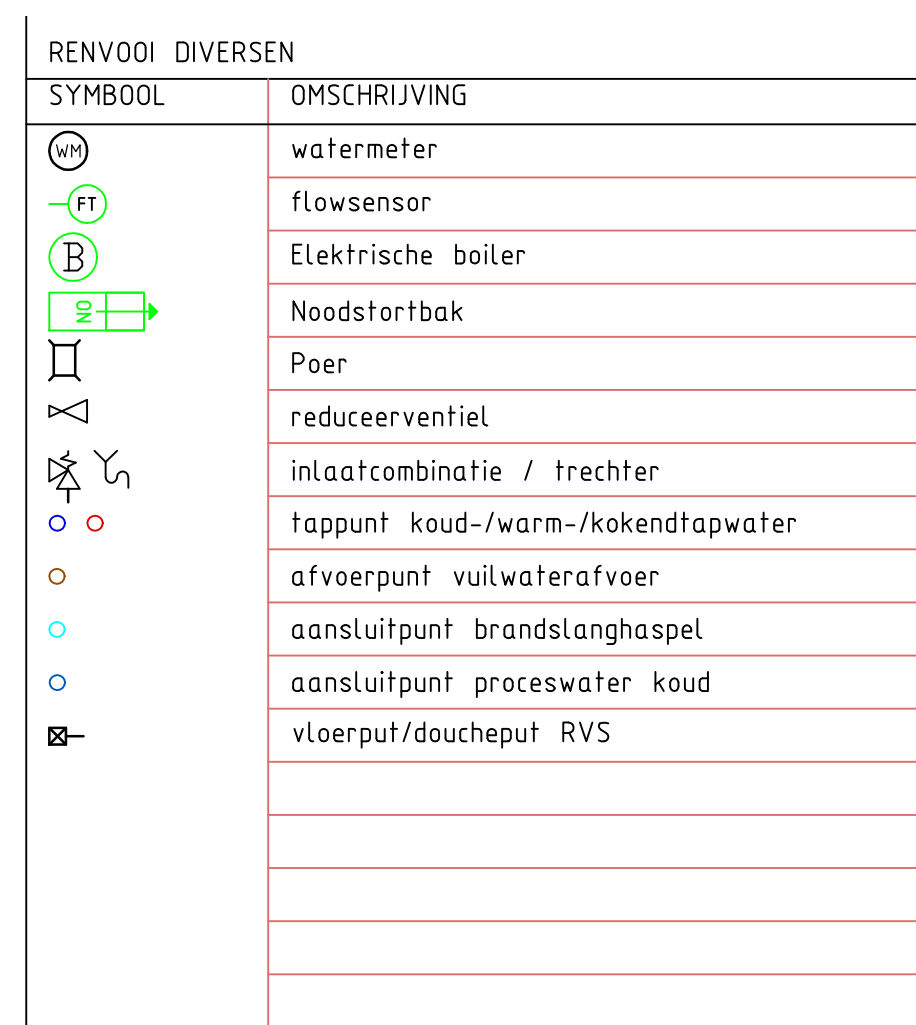 RENVOOI DIVERSEN
SYMBOOL OMSCHRIJVING
WM watermeter
FT flowsensor
B Elektrische boiler
NO Noodstortbak
Poer
reduceerventiel
inlaatcombinatie / trechter
tappunt koud-/warm-/kokendtapwater
afvoerpunt vuilwaterafvoer
aansluitpunt brandslanghaspel
aansluitpunt proceswater koud
vloerput/doucheput RVS